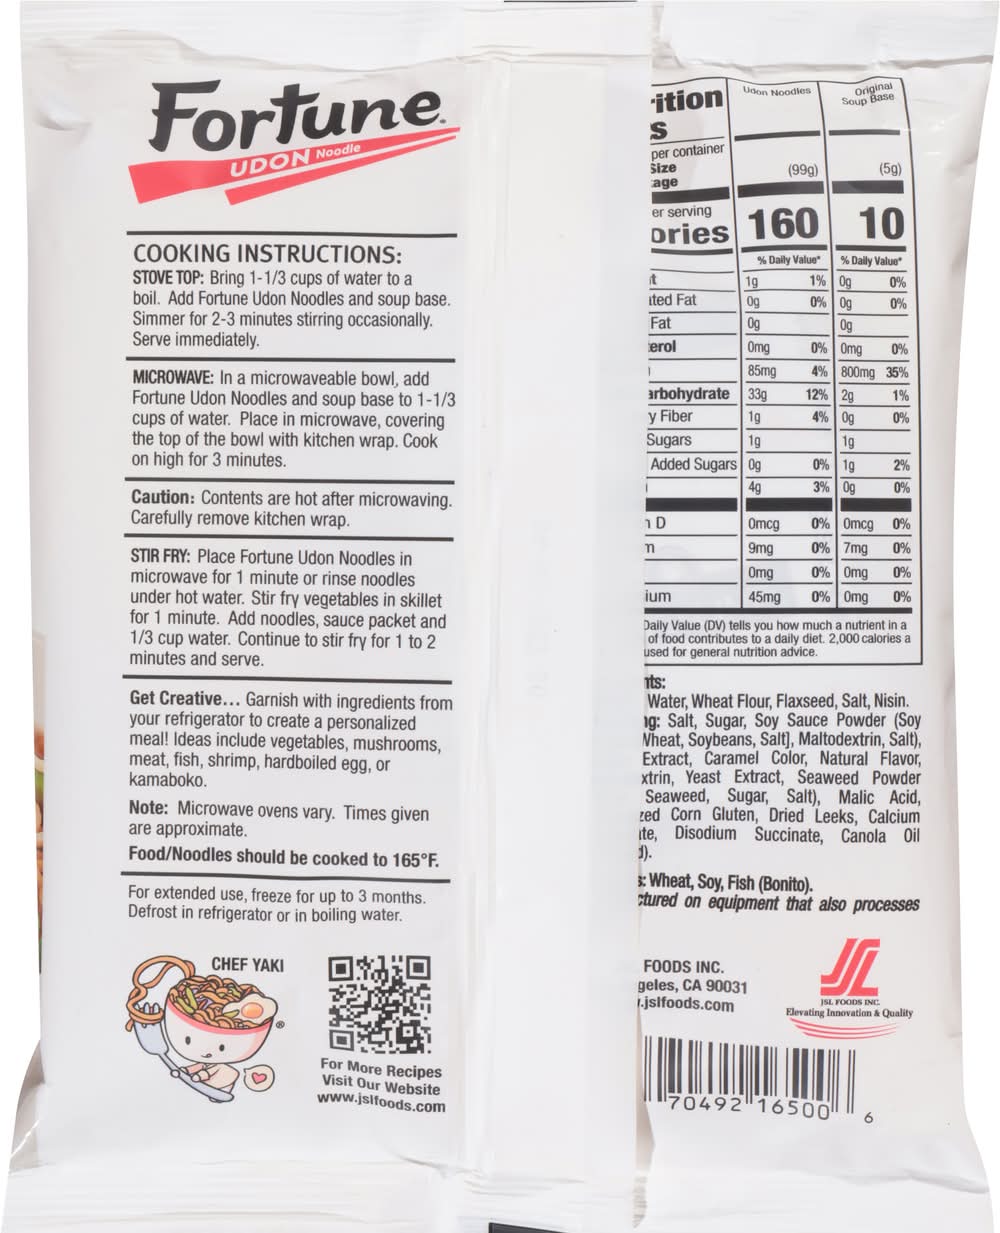 Fortune
UDON Noodle
COOKING INSTRUCTIONS:
STOVE TOP: Bring 1-1/3 cups of water to a
boil. Add Fortune Udon Noodles and soup base.
Simmer for 2-3 minutes stirring occasionally.
Serve immediately.
MICROWAVE: In a microwaveable bowl, add
Fortune Udon Noodles and soup base to 1-1/3
cups of water. Place in microwave, covering
the top of the bowl with kitchen wrap. Cook
on high for 3 minutes.
Caution: Contents are hot after microwaving.
Carefully remove kitchen wrap.
STIR FRY: Place Fortune Udon Noodles in
microwave for 1 minute or rinse noodles
under hot water. Stir fry vegetables in skillet
for 1 minute. Add noodles, sauce packet and
1/3 cup water. Continue to stir fry for 1 to 2
minutes and serve.
Get Creative... Garnish with ingredients from
your refrigerator to create a personalized
meal! Ideas include vegetables, mushrooms,
meat, fish, shrimp, hardboiled egg, or
kamaboko.
Note: Microwave ovens vary. Times given
are approximate.
Food/Noodles should be cooked to 165°F.
For extended use, freeze for up to 3 months.
Defrost in refrigerator or in boiling water.
CHEF YAKI
®
For More Recipes
Visit Our Website
www.jslfoods.com
rition Udon Noodles Original
s Soup Base
per container
Size (99g) (5g)
age
er serving
ories 160 10
% Daily Value* % Daily Value*
t 1g 1% 0g 0%
ted Fat 0g 0% 0g 0%
Fat 0g 0g
erol 0mg 0% 0mg 0%
85mg 4% 800mg 35%
arbohydrate 33g 12% 2g 1%
y Fiber 1g 4% 0g 0%
Sugars 1g 1g
Added Sugars 0g 0% 1g 2%
4g 3% 0g 0%
n D 0mcg 0% 0mcg 0%
m 9mg 0% 7mg 0%
0mg 0% 0mg 0%
ium 45mg 0% 0mg 0%
Daily Value (DV) tells you how much a nutrient in a
of food contributes to a daily diet. 2,000 calories a
used for general nutrition advice.
nts:
Water, Wheat Flour, Flaxseed, Salt, Nisin.
ng: Salt, Sugar, Soy Sauce Powder (Soy
Wheat, Soybeans, Salt], Maltodextrin, Salt),
Extract, Caramel Color, Natural Flavor,
xtrin, Yeast Extract, Seaweed Powder
Seaweed, Sugar, Salt), Malic Acid,
zed Corn Gluten, Dried Leeks, Calcium
te, Disodium Succinate, Canola Oil
d).
s: Wheat, Soy, Fish (Bonito).
ctured on equipment that also processes
FOODS INC.
geles, CA 90031
.jslfoods.com
JSL
JSL FOODS INC.
Elevating Innovation & Quality
70492 16500 6